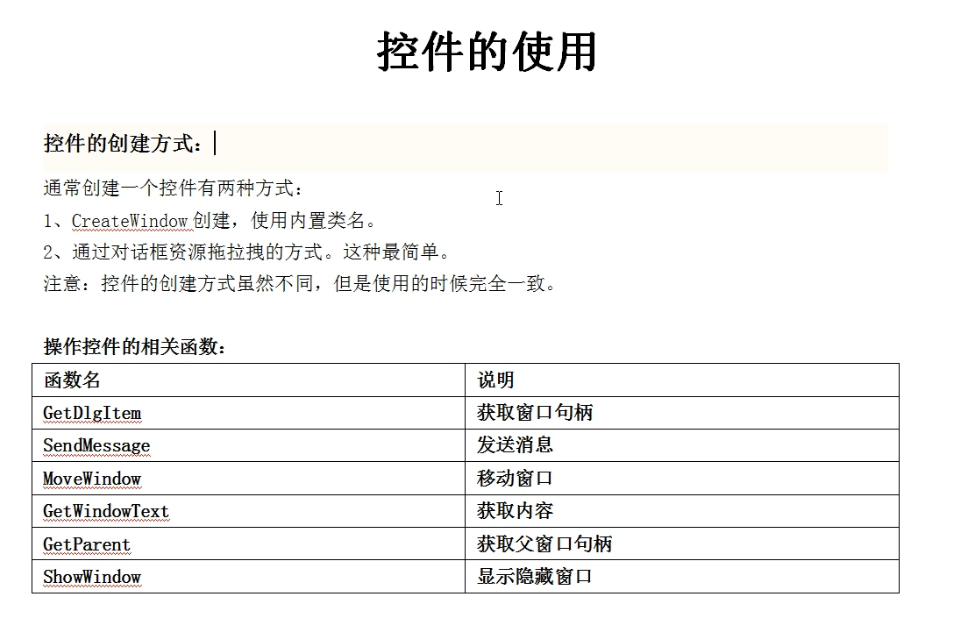 控件的使用
控件的创建方式：
通常创建一个控件有两种方式：
1、CreateWindow 创建，使用内置类名。
2、通过对话框资源拖拉拽的方式。这种最简单。
注意：控件的创建方式虽然不同，但是使用的时候完全一致。
操作控件的相关函数：
函数名 说明
GetDlgItem 获取窗口句柄
SendMessage 发送消息
MoveWindow 移动窗口
GetWindowText 获取内容
GetParent 获取父窗口句柄
ShowWindow 显示隐藏窗口